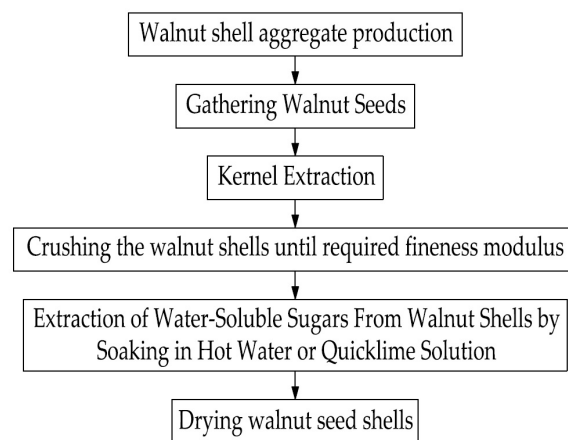 Walnut shell aggregate production
Gathering Walnut Seeds
Kernel Extraction
Crushing the walnut shells until required fineness modulus
Extraction of Water-Soluble Sugars From Walnut Shells by
Soaking in Hot Water or Quicklime Solution
Drying walnut seed shells